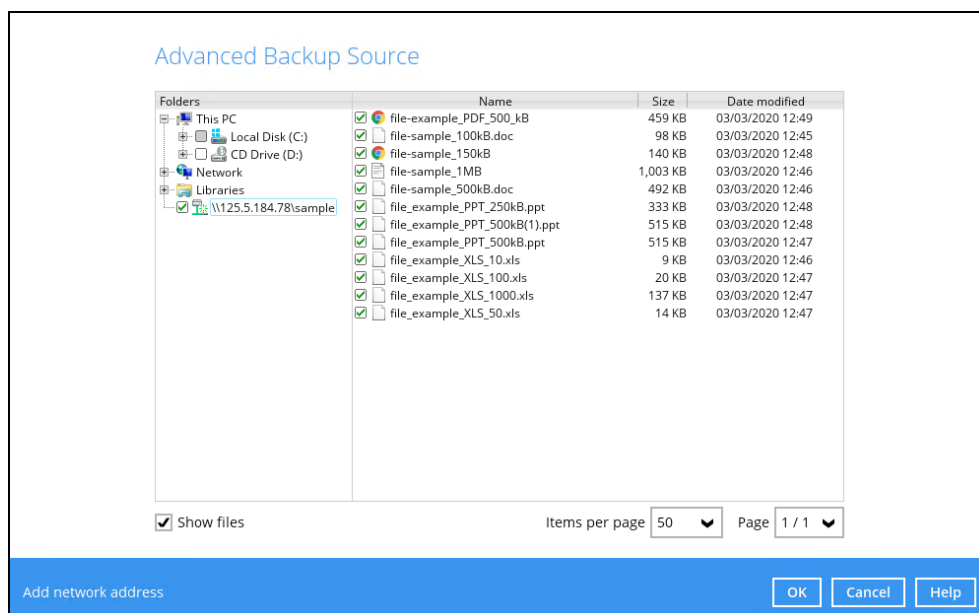 Advanced Backup Source
Folders Name Size Date modified
This PC
Local Disk (C:)
CD Drive (D:)
Network
Libraries
\\125.5.184.78\sample
file-example_PDF_500_kB 459 KB 03/03/2020 12:49
file-sample_100kB.doc 98 KB 03/03/2020 12:45
file-sample_150kB 140 KB 03/03/2020 12:48
file-sample_1MB 1,003 KB 03/03/2020 12:46
file-sample_500kB.doc 492 KB 03/03/2020 12:46
file_example_PPT_250kB.ppt 333 KB 03/03/2020 12:48
file_example_PPT_500kB(1).ppt 515 KB 03/03/2020 12:48
file_example_PPT_500kB.ppt 515 KB 03/03/2020 12:47
file_example_XLS_10.xls 9 KB 03/03/2020 12:46
file_example_XLS_100.xls 20 KB 03/03/2020 12:47
file_example_XLS_1000.xls 137 KB 03/03/2020 12:47
file_example_XLS_50.xls 14 KB 03/03/2020 12:47
Show files Items per page 50 Page 1 / 1
Add network address OK Cancel Help